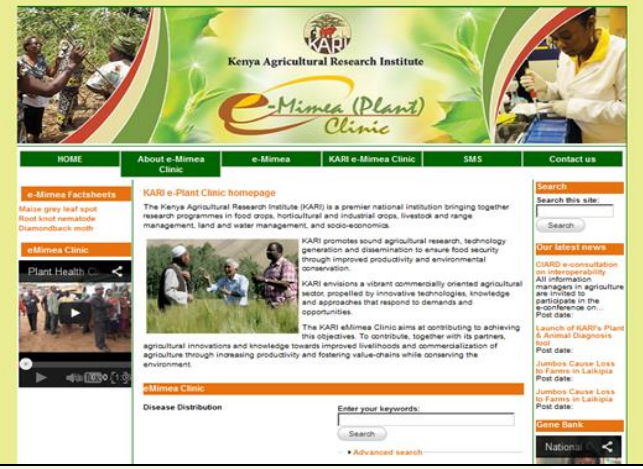 KARI
Kenya Agricultural Research Institute
e-Mimea (Plant)
Clinic
HOME
About e-Mimea
Clinic
e-Mimea
KARI e-Mimea Clinic
SMS
Contact us
e-Mimea Factsheets
Maize grey leaf spot
Root knot nematode
Diamondback moth
eMimea Clinic
Plant Health
KARI e-Plant Clinic homepage
The Kenya Agricultural Research Institute (KARI) is a premier national institution bringing together
research programmes in food crops, horticultural and industrial crops, livestock and range
management, land and water management, and socio-economics.
KARI promotes sound agricultural research, technology
generation and dissemination to ensure food security
through improved productivity and environmental
conservation.
KARI envisions a vibrant commercially oriented agricultural
sector, propelled by innovative technologies, knowledge
and approaches that respond to demands and
opportunities.
The KARI eMimea Clinic aims at contributing to achieving
this objectives. To contribute, together with its partners,
agricultural innovations and knowledge towards improved livelihoods and commercialization of
agriculture through increasing productivity and fostering value-chains while conserving the
environment.
eMimea Clinic
Disease Distribution
Enter your keywords:
Search
Advanced search
Search
Search this site:
Search
Our latest news
CIARD e-consultation
on interoperability
All information
managers in agriculture
are invited to
participate in the
e-conference on...
Post date:
Launch of KARI's Plant
& Animal Diagnosis
tool
Post date:
Jumbos Cause Loss
to Farms in Laikipia
Post date:
Jumbos Cause Loss
to Farms in Laikipia
Post date:
Gene Bank
National